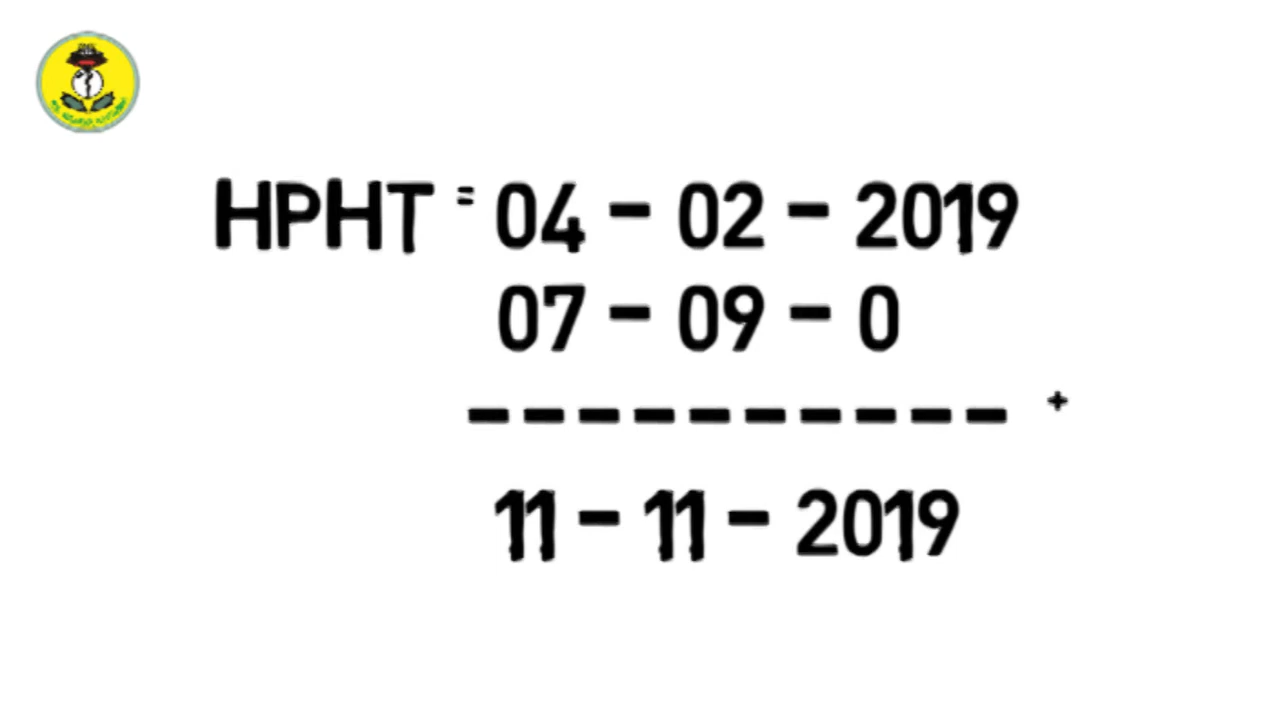 HPHT = 04 - 02 - 2019
07 - 09 - 0
- - - - - - - - - - +
11 - 11 - 2019